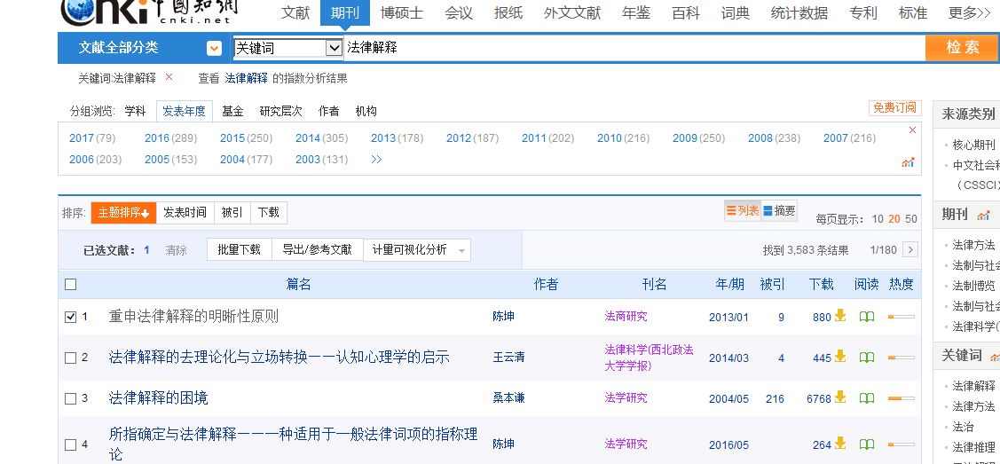 cnki 中國知網
cnki.net
文献 期刊 博硕士 会议 报纸 外文文献 年鉴 百科 词典 统计数据 专利 标准 更多>>
文献全部分类 关键词 法律解释 检 索
关键词:法律解释 × 查看 法律解释 的指数分析结果
分组浏览: 学科 发表年度 基金 研究层次 作者 机构 免费订阅
2017(79) 2016(289) 2015(250) 2014(305) 2013(178) 2012(187) 2011(202) 2010(216) 2009(250) 2008(238) 2007(216) ×
2006(203) 2005(153) 2004(177) 2003(131) >>
排序: 主题排序 发表时间 被引 下载 列表 摘要 每页显示: 10 20 50
已选文献: 1 清除 批量下载 导出/参考文献 计量可视化分析 找到 3,583 条结果 1/180 >
篇名 作者 刊名 年/期 被引 下载 阅读 热度
1 重申法律解释的明晰性原则 陈坤 法商研究 2013/01 9 880
2 法律解释的去理论化与立场转换——认知心理学的启示 王云清 法律科学(西北政法
大学学报) 2014/03 4 445
3 法律解释的困境 桑本谦 法学研究 2004/05 216 6768
4 所指确定与法律解释———一种适用于一般法律词项的指称理
论 陈坤 法学研究 2016/05 264
来源类别
核心期刊
中文社会科
（CSSCI）
期刊
法律方法
法制与社会
法制博览
法制与社会
法律科学(
关键词
法律解释
法律方法
法治
法律推理